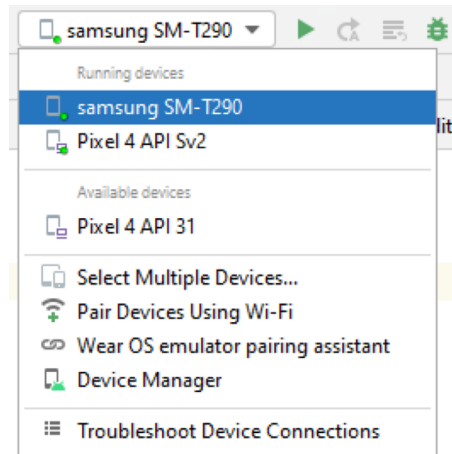 samsung SM-T290
Running devices
samsung SM-T290
Pixel 4 API Sv2
Available devices
Pixel 4 API 31
Select Multiple Devices...
Pair Devices Using Wi-Fi
Wear OS emulator pairing assistant
Device Manager
Troubleshoot Device Connections